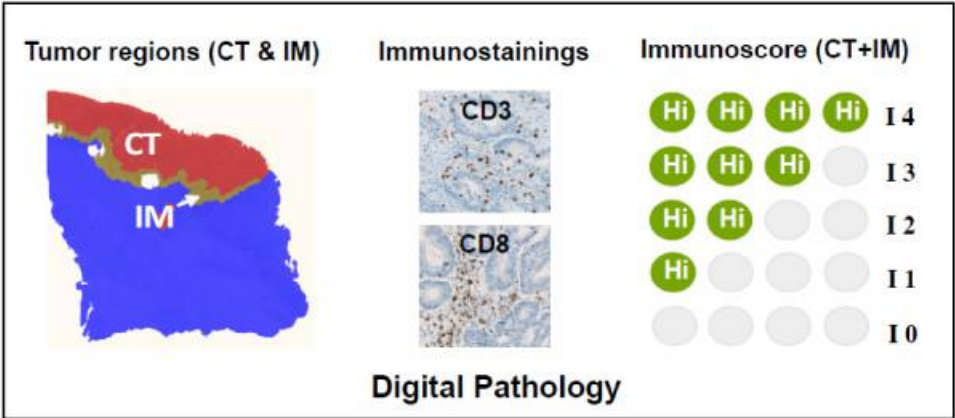 Tumor regions (CT & IM)
Immunostainings
Immunoscore (CT+IM)
CT
IM
CD3
CD8
Hi Hi Hi Hi I 4
Hi Hi Hi I 3
Hi Hi I 2
Hi I 1
I 0
Digital Pathology